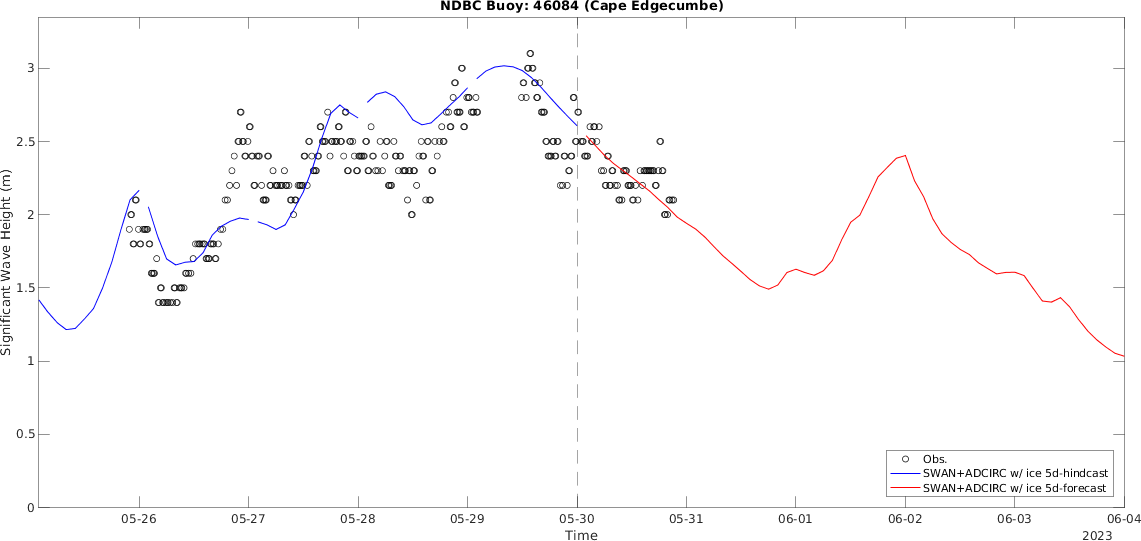 NDBC Buoy: 46084 (Cape Edgecumbe)
Significant Wave Height (m)
3
2.5
2
1.5
1
0.5
0
Obs.
SWAN+ADCIRC w/ ice 5d-hindcast
SWAN+ADCIRC w/ ice 5d-forecast
05-26 05-27 05-28 05-29 05-30 05-31 06-01 06-02 06-03 06-04
Time
2023